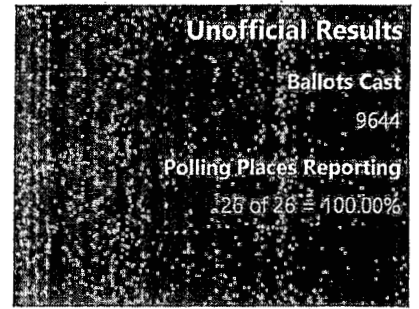 Unofficial Results
Ballots Cast
9644
Polling Places Reporting
26 of 26 = 100.00%